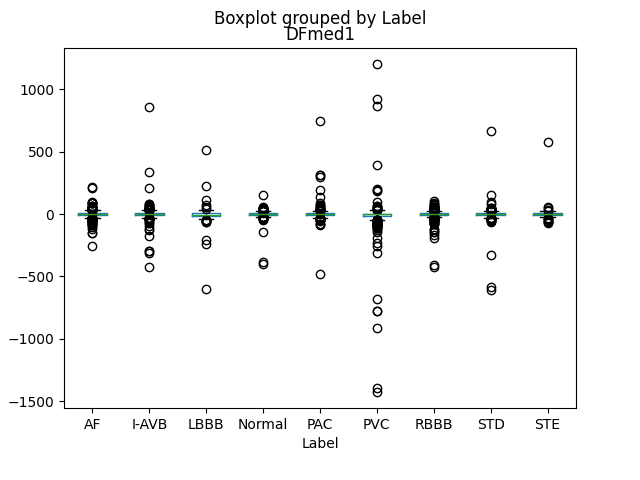 Boxplot grouped by Label
DFmed1
1000
500
0
−500
−1000
−1500
AF I-AVB LBBB Normal PAC PVC RBBB STD STE
Label